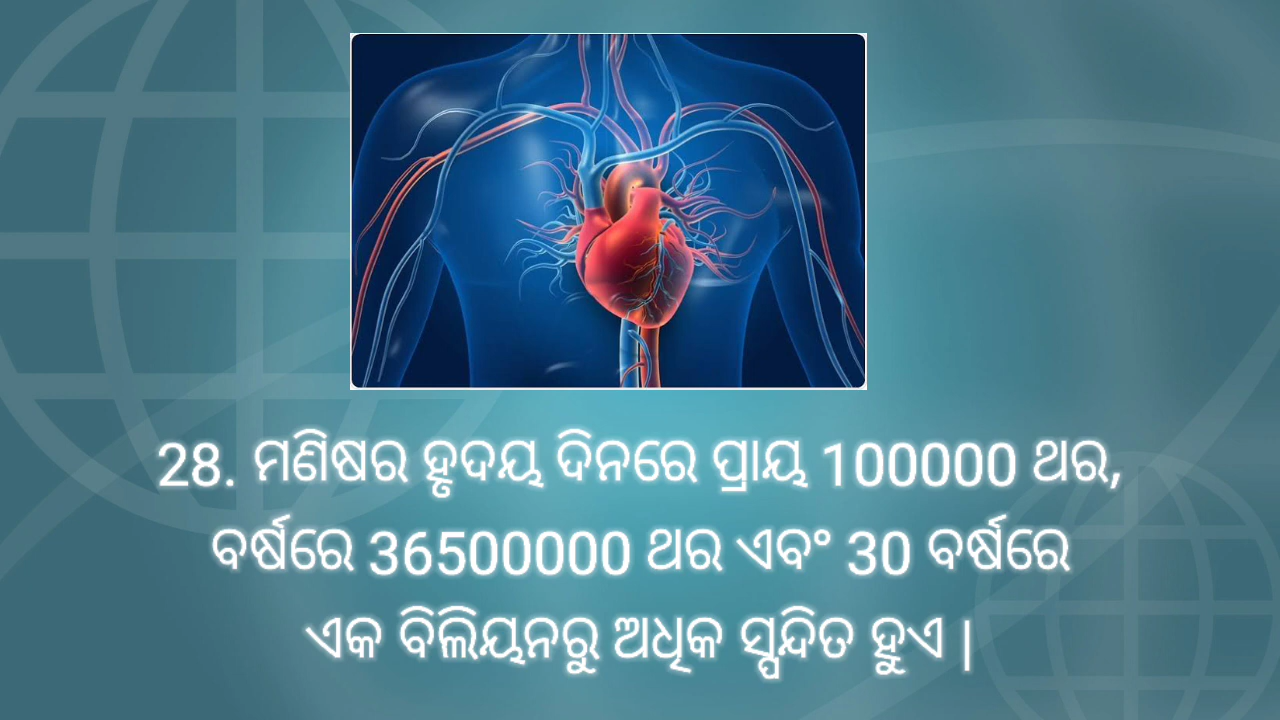 28. ମଣିଷର ହୃଦୟ ଦିନରେ ପ୍ରାୟ 100000 ଥର,
ବର୍ଷରେ 36500000 ଥର ଏବଂ 30 ବର୍ଷରେ
ଏକ ବିଲିୟନରୁ ଅଧିକ ସ୍ପନ୍ଦିତ ହୁଏ |